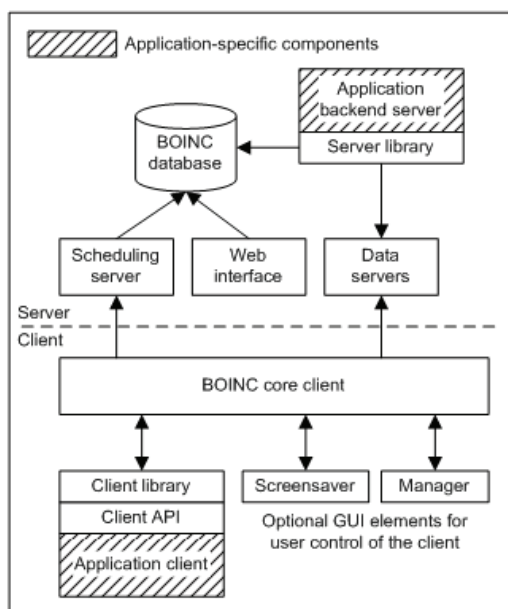 Application-specific components
Application
backend server
Server library
BOINC
database
Scheduling
server
Web
interface
Data
servers
Server
Client
BOINC core client
Client library
Client API
Application client
Screensaver
Manager
Optional GUI elements for
user control of the client